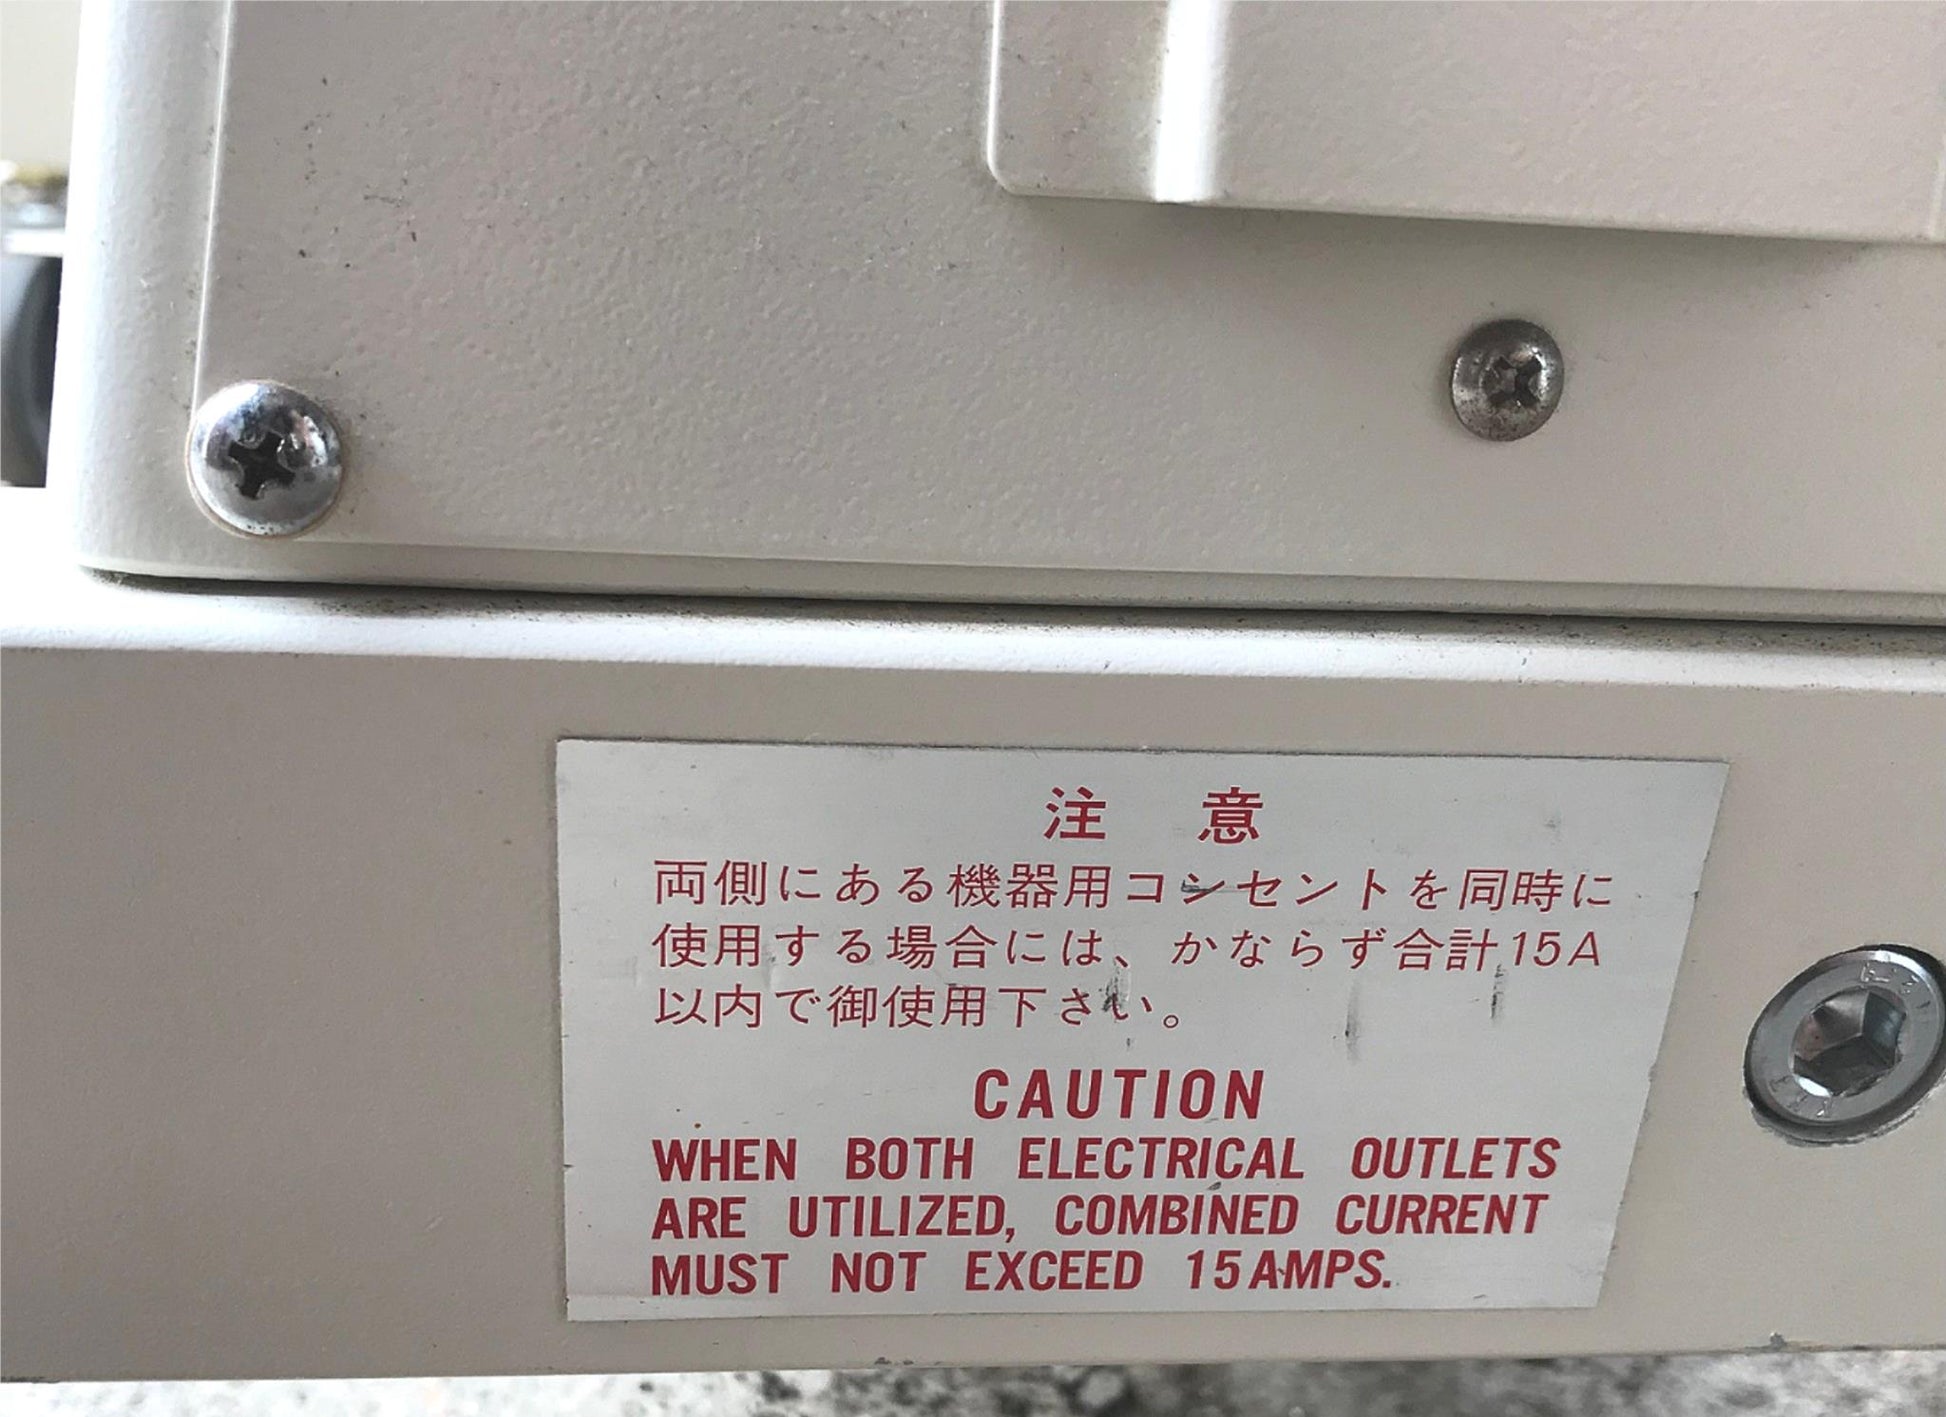 注 意
両側にある機器用コンセントを同時に
使用する場合には、かならず合計15A
以内で御使用下さい。
CAUTION
WHEN BOTH ELECTRICAL OUTLETS
ARE UTILIZED, COMBINED CURRENT
MUST NOT EXCEED 15AMPS.